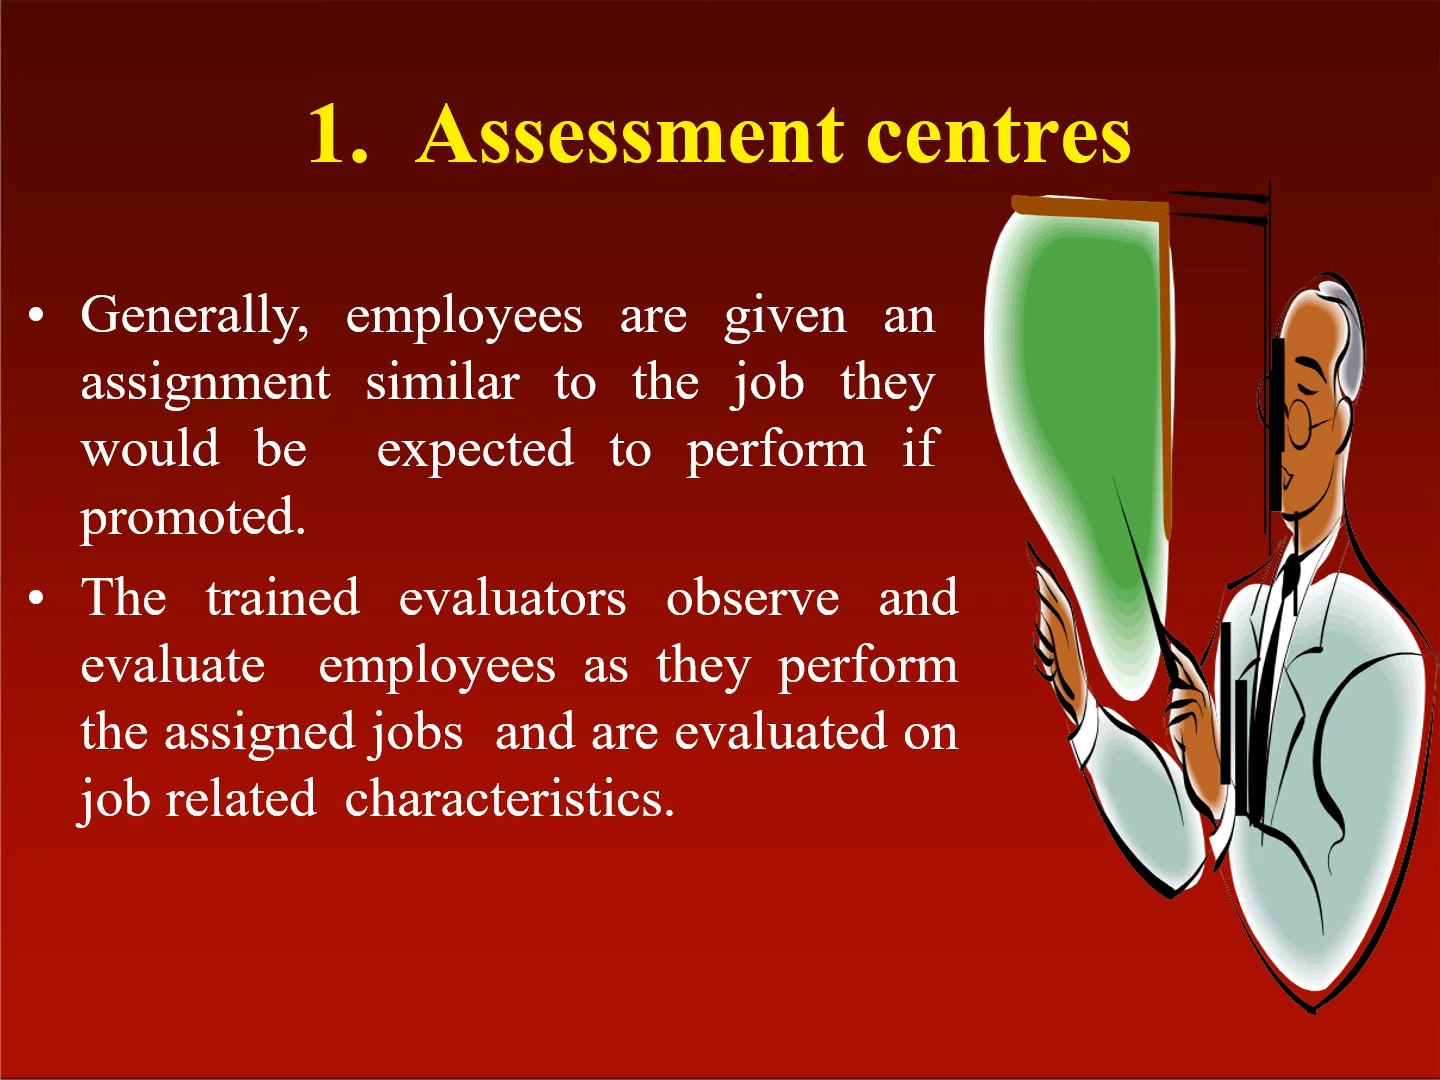 1. Assessment centres
• Generally, employees are given an
assignment similar to the job they
would be expected to perform if
promoted.
• The trained evaluators observe and
evaluate employees as they perform
the assigned jobs and are evaluated on
job related characteristics.